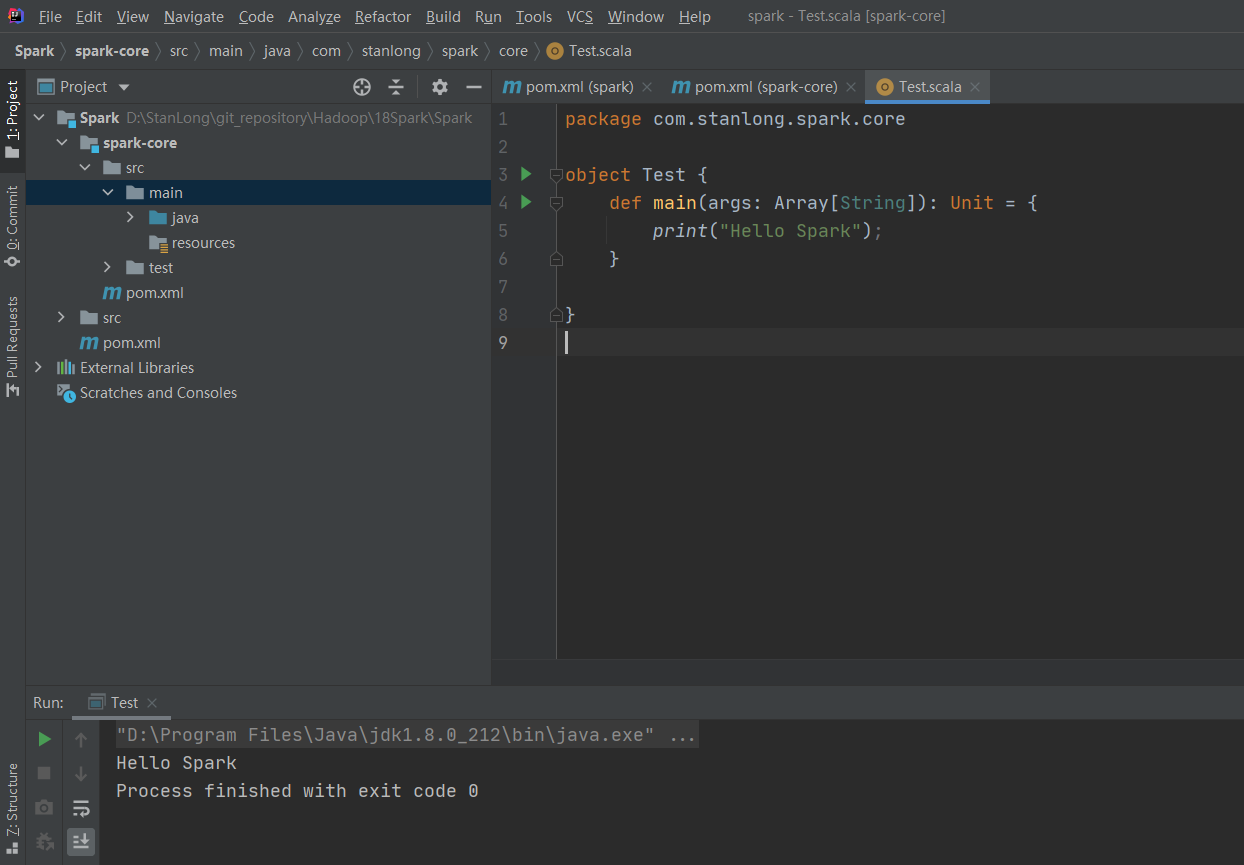 File Edit View Navigate Code Analyze Refactor Build Run Tools VCS Window Help spark - Test.scala [spark-core]
Spark spark-core src main java com stanlong spark core Test.scala
1: Project
0: Commit
Pull Requests
7: Structure
Project
Spark D:\StanLong\git_repository\Hadoop\18Spark\Spark
spark-core
src
main
java
resources
test
pom.xml
src
pom.xml
External Libraries
Scratches and Consoles
pom.xml (spark) pom.xml (spark-core) Test.scala
1 package com.stanlong.spark.core
2
3 object Test {
4 def main(args: Array[String]): Unit = {
5 print("Hello Spark");
6 }
7
8 }
9
Run: Test
"D:\Program Files\Java\jdk1.8.0_212\bin\java.exe" ...
Hello Spark
Process finished with exit code 0